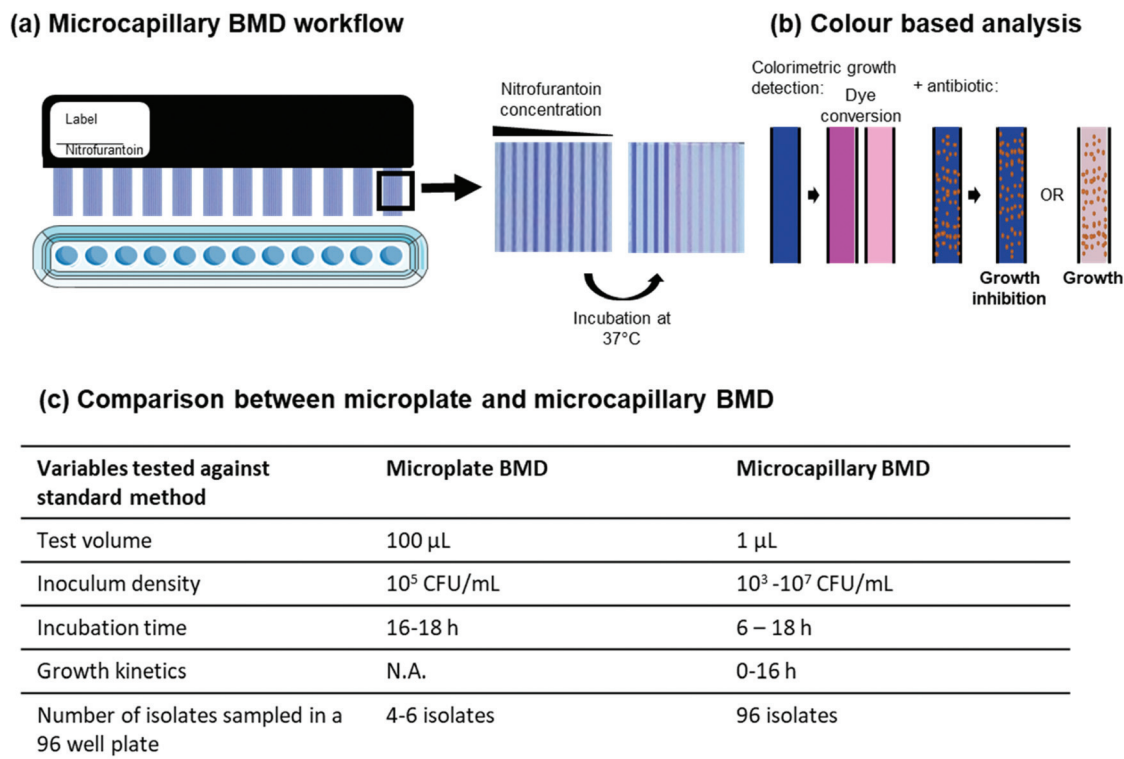 (a) Microcapillary BMD workflow
Label
Nitrofurantoin
Nitrofurantoin
concentration
Incubation at
37°C
(b) Colour based analysis
Colorimetric growth
detection:
Dye
conversion
+ antibiotic:
OR
Growth
inhibition
Growth
(c) Comparison between microplate and microcapillary BMD
Variables tested against
standard method
Microplate BMD
Microcapillary BMD
Test volume
100 µL
1 µL
Inoculum density
10⁵ CFU/mL
10³ -10⁷ CFU/mL
Incubation time
16-18 h
6 – 18 h
Growth kinetics
N.A.
0-16 h
Number of isolates sampled in a
96 well plate
4-6 isolates
96 isolates